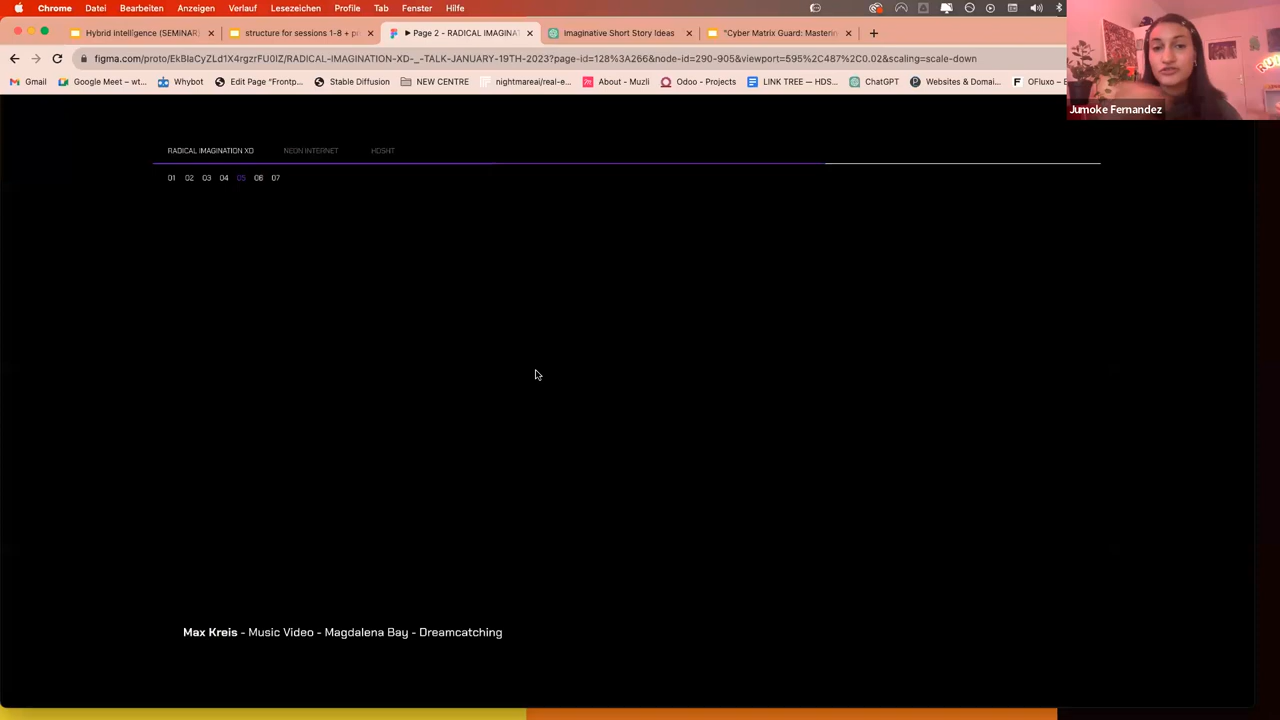 Chrome Datei Bearbeiten Anzeigen Verlauf Lesezeichen Profile Tab Fenster Hilfe
Hybrid intelligence (SEMINAR) structure for sessions 1-8 + Page 2 - RADICAL IMAGINA Imaginative Short Story Ideas "Cyber Matrix Guard: Masterin
figma.com/proto/EkBlaCyZLd1X4rgzrFU0IZ/RADICAL-IMAGINATION-XD-_-TALK-JANUARY-19TH-2023?page-id=128%3A266&node-id=290-905&viewport=595%2C487%2C0.02&scaling=scale-down
Gmail Google Meet – wt... Whybot Edit Page "Frontp... Stable Diffusion NEW CENTRE nightmareai/real-e... About - Muzli Odoo - Projects LINK TREE — HDS... ChatGPT Websites & Domai... OFluxo –
Jumoke Fernandez
RADICAL IMAGINATION XD NEON INTERNET HDSHT
01 02 03 04 05 06 07
Max Kreis - Music Video - Magdalena Bay - Dreamcatching